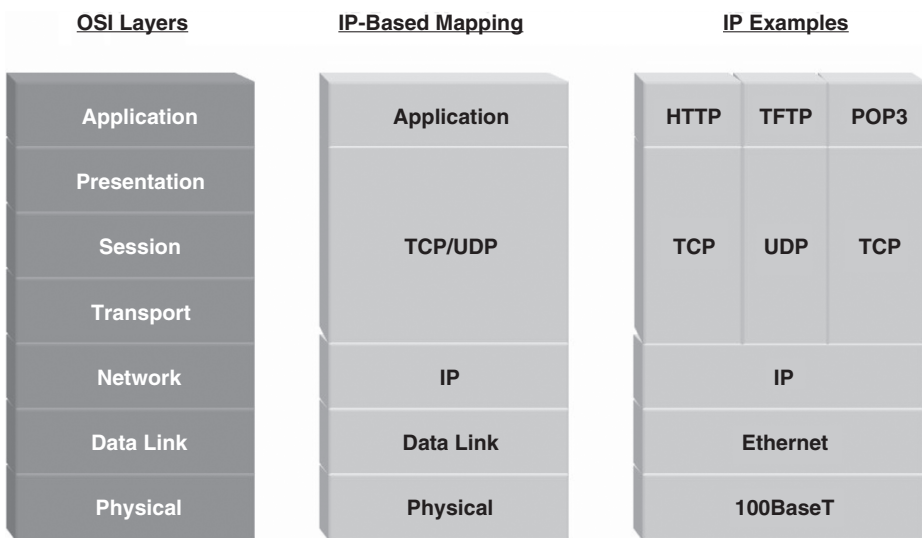 OSI Layers
IP-Based Mapping
IP Examples
Application
Presentation
Session
Transport
Network
Data Link
Physical
Application
TCP/UDP
IP
Data Link
Physical
HTTP TFTP POP3
TCP UDP TCP
IP
Ethernet
100BaseT